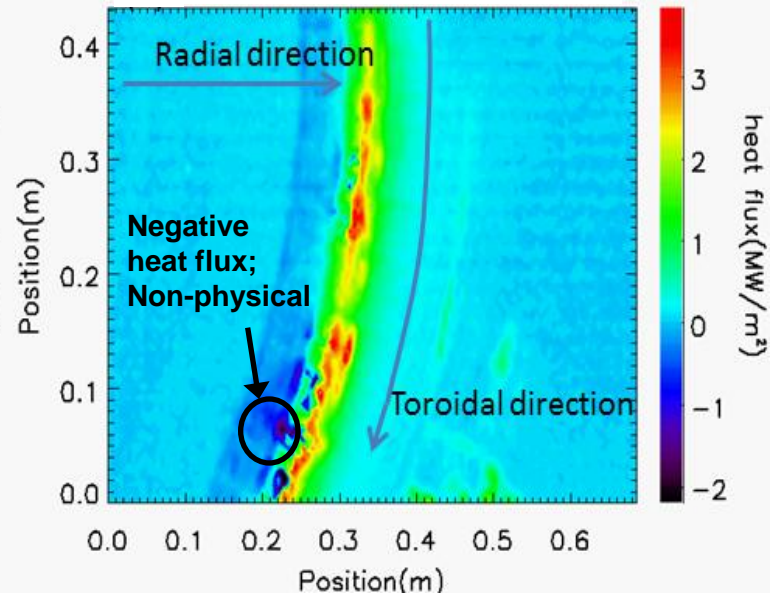 Radial direction
Negative
heat flux;
Non-physical
Toroidal direction
0.4
0.3
0.2
0.1
0.0
Position(m)
0.0 0.1 0.2 0.3 0.4 0.5 0.6
Position(m)
3
2
1
0
−1
−2
heat flux(MW/m²)